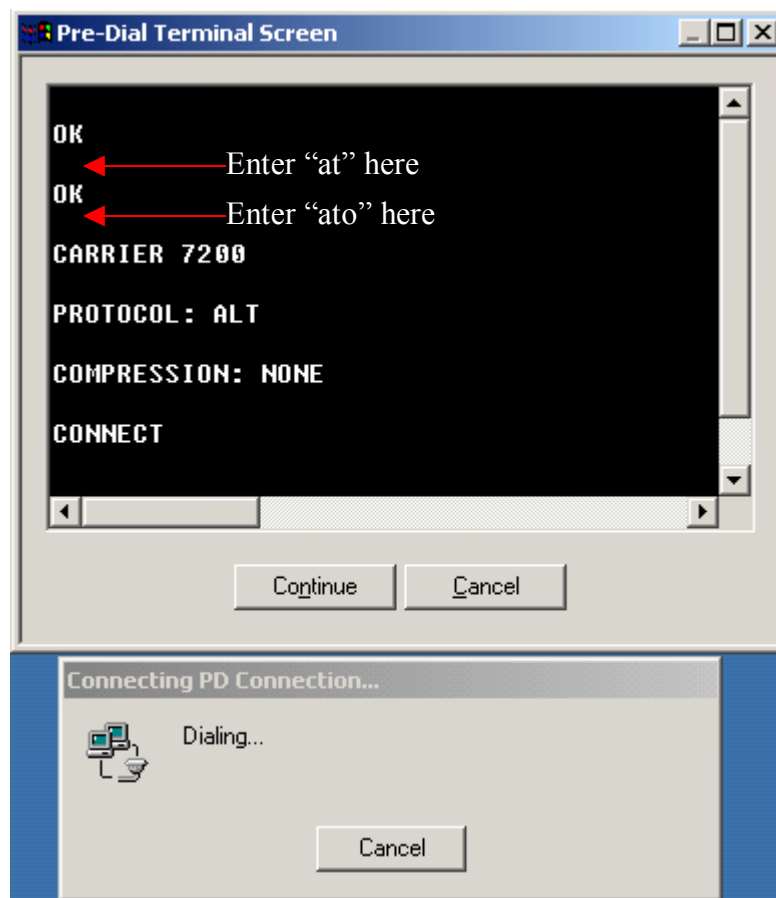 Pre-Dial Terminal Screen
OK
Enter “at” here
OK
Enter “ato” here
CARRIER 7200
PROTOCOL: ALT
COMPRESSION: NONE
CONNECT
Continue Cancel
Connecting PD Connection...
Dialing...
Cancel